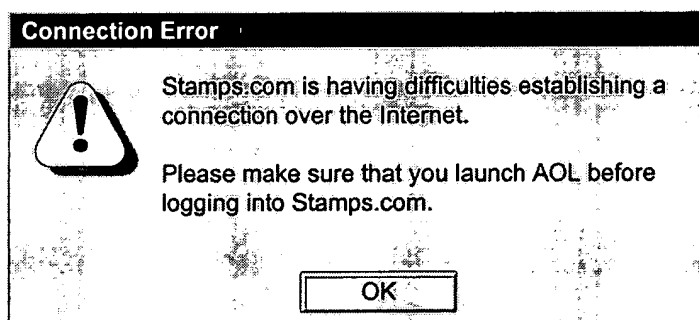 Connection Error
Stamps.com is having difficulties establishing a
connection over the Internet.
Please make sure that you launch AOL before
logging into Stamps.com.
OK